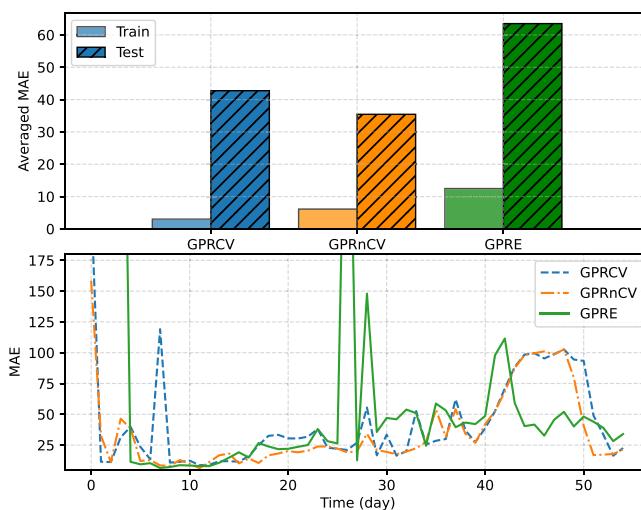 60
50
40
30
20
10
0
Averaged MAE
Train
Test
GPRCV
GPRnCV
GPRE
175
150
125
100
75
50
25
MAE
GPRCV
GPRnCV
GPRE
0 10 20 30 40 50
Time (day)